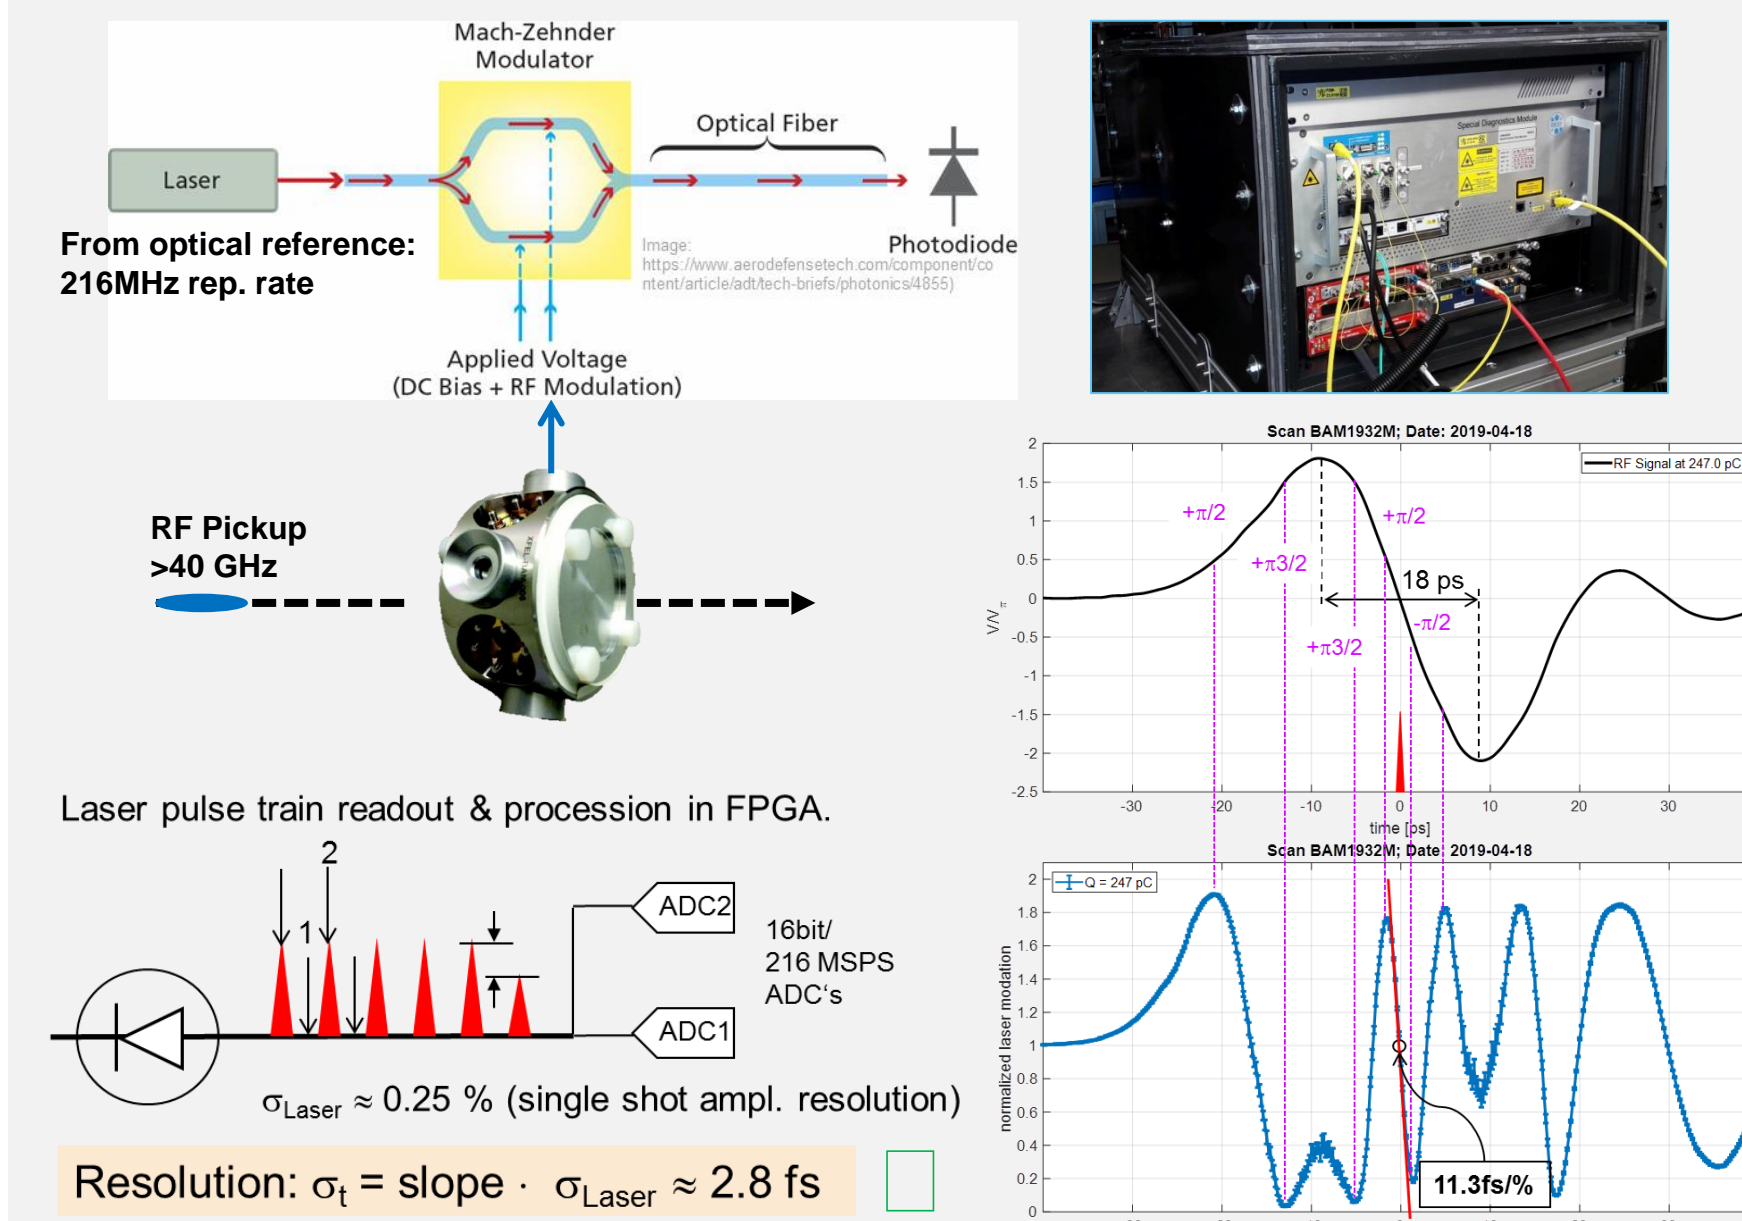 Mach-Zehnder
Modulator
Optical Fiber
Laser
From optical reference:
216MHz rep. rate
Image:
https://www.aerodefensetech.com/component/co
ntent/article/adt/tech-briefs/photonics/4855)
Photodiode
Applied Voltage
(DC Bias + RF Modulation)
Special Diagnostics Module
RF Pickup
>40 GHz
Scan BAM1932M; Date: 2019-04-18
RF Signal at 247.0 pC
2
1.5
1
0.5
0
-0.5
-1
-1.5
-2
-2.5
V/Vπ
+π/2
+π/2
+π3/2
18 ps
-π/2
+π3/2
-30
-20
-10
0
10
20
30
time [ps]
Laser pulse train readout & procession in FPGA.
2
1
ADC2
ADC1
16bit/
216 MSPS
ADC's
σLaser ≈ 0.25 % (single shot ampl. resolution)
Resolution: σt = slope · σLaser ≈ 2.8 fs
Scan BAM1932M; Date: 2019-04-18
Q = 247 pC
2
1.8
1.6
1.4
1.2
1
0.8
0.6
0.4
0.2
0
normalized laser modation
11.3fs/%